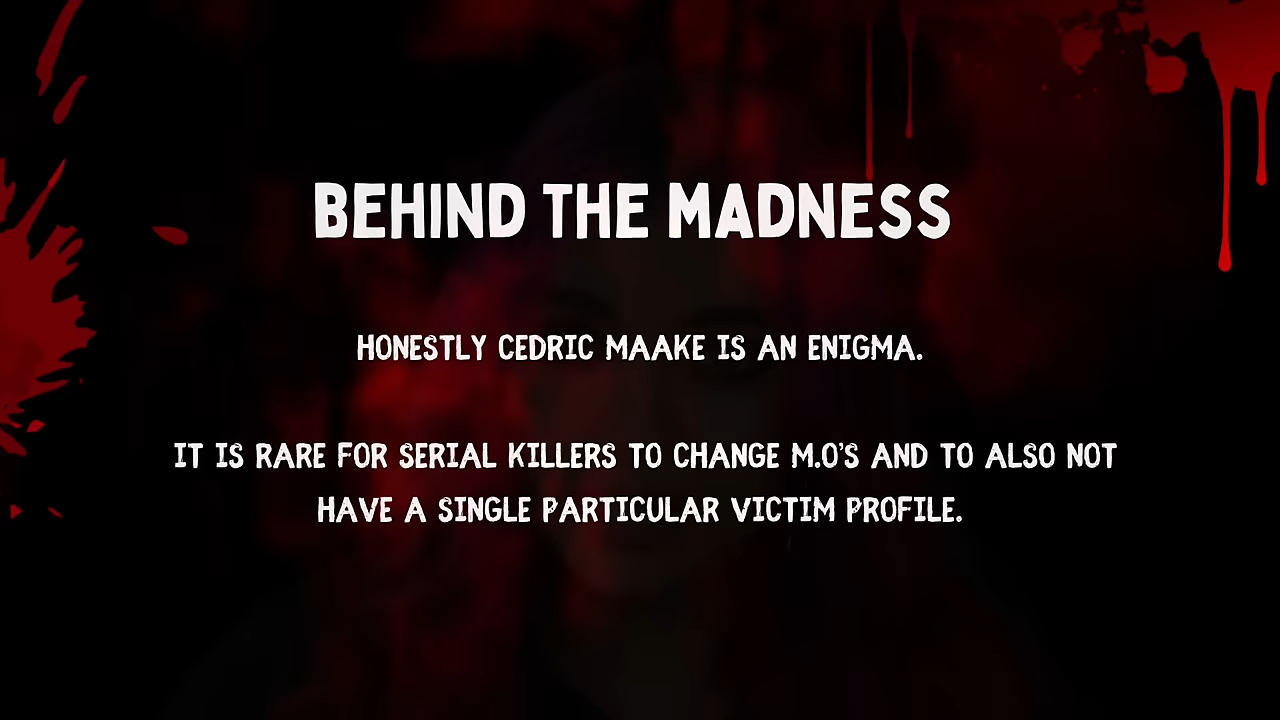 BEHIND THE MADNESS
HONESTLY CEDRIC MAAKE IS AN ENIGMA.
IT IS RARE FOR SERIAL KILLERS TO CHANGE M.O'S AND TO ALSO NOT
HAVE A SINGLE PARTICULAR VICTIM PROFILE.